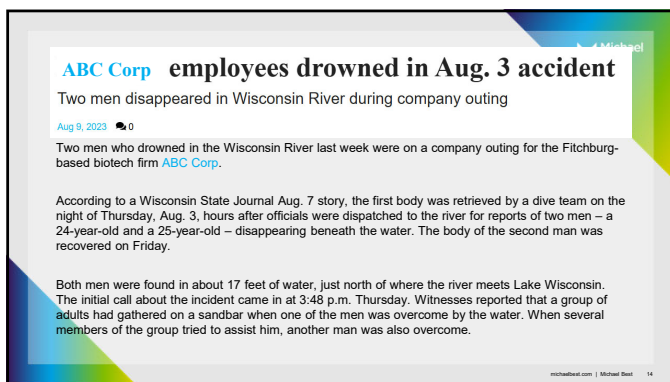 Michael
ABC Corp employees drowned in Aug. 3 accident
Two men disappeared in Wisconsin River during company outing
Aug 9, 2023 0
Two men who drowned in the Wisconsin River last week were on a company outing for the Fitchburg-
based biotech firm ABC Corp.
According to a Wisconsin State Journal Aug. 7 story, the first body was retrieved by a dive team on the
night of Thursday, Aug. 3, hours after officials were dispatched to the river for reports of two men – a
24-year-old and a 25-year-old – disappearing beneath the water. The body of the second man was
recovered on Friday.
Both men were found in about 17 feet of water, just north of where the river meets Lake Wisconsin.
The initial call about the incident came in at 3:48 p.m. Thursday. Witnesses reported that a group of
adults had gathered on a sandbar when one of the men was overcome by the water. When several
members of the group tried to assist him, another man was also overcome.
michaelbest.com | Michael Best 14